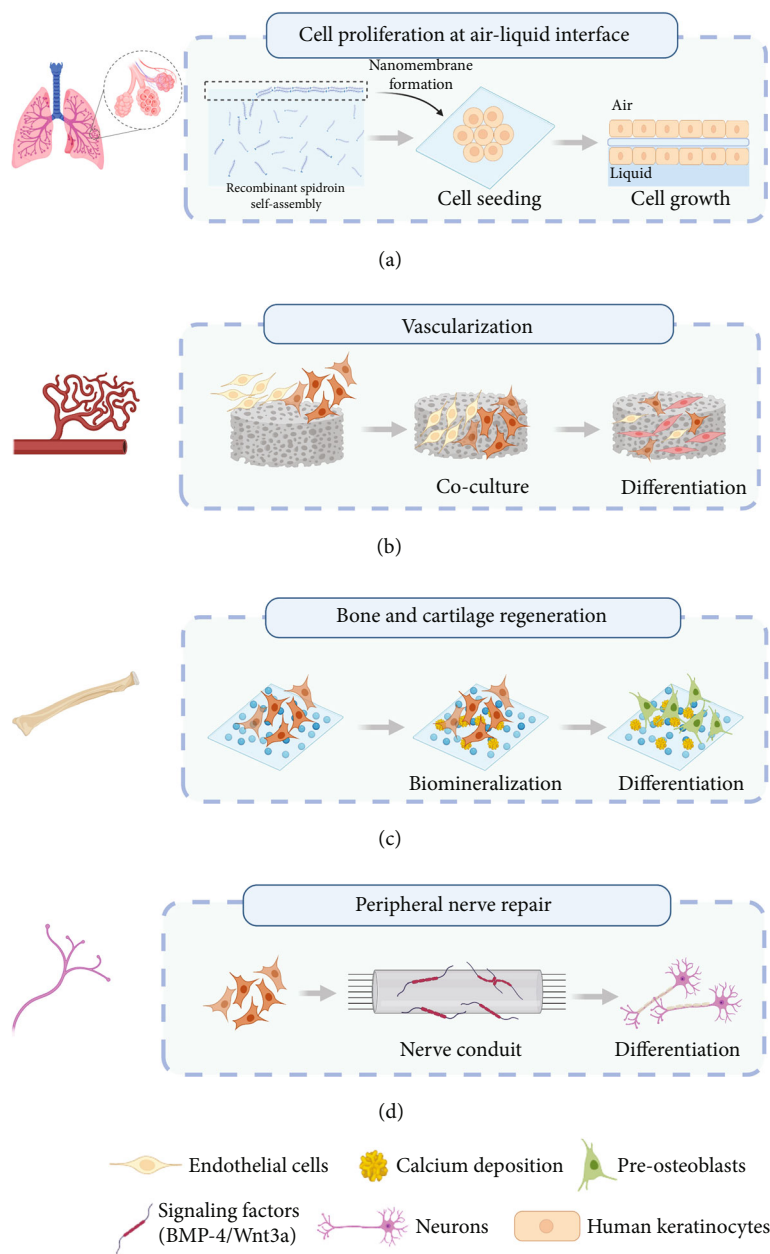 Cell proliferation at air-liquid interface
Nanomembrane
formation
Air
Liquid
Recombinant spidroin
self-assembly
Cell seeding
Cell growth
(a)
Vascularization
Co-culture
Differentiation
(b)
Bone and cartilage regeneration
Biomineralization
Differentiation
(c)
Peripheral nerve repair
Nerve conduit
Differentiation
(d)
Endothelial cells
Calcium deposition
Pre-osteoblasts
Signaling factors
(BMP-4/Wnt3a)
Neurons
Human keratinocytes